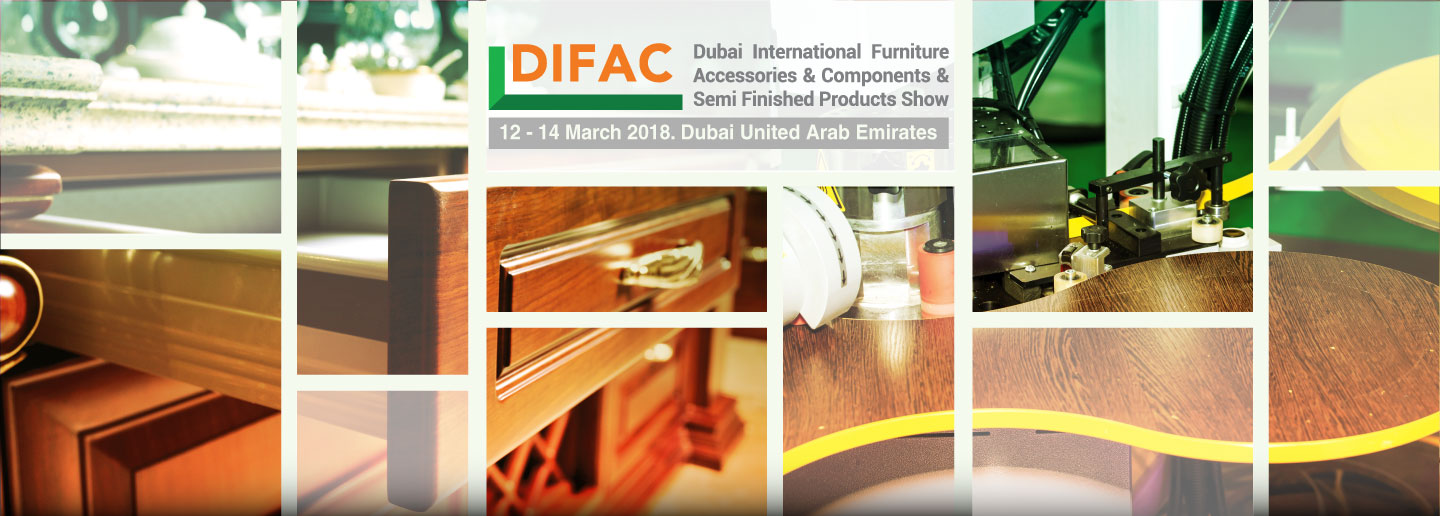 DIFAC
Dubai International Furniture
Accessories & Components &
Semi Finished Products Show
12 - 14 March 2018. Dubai United Arab Emirates